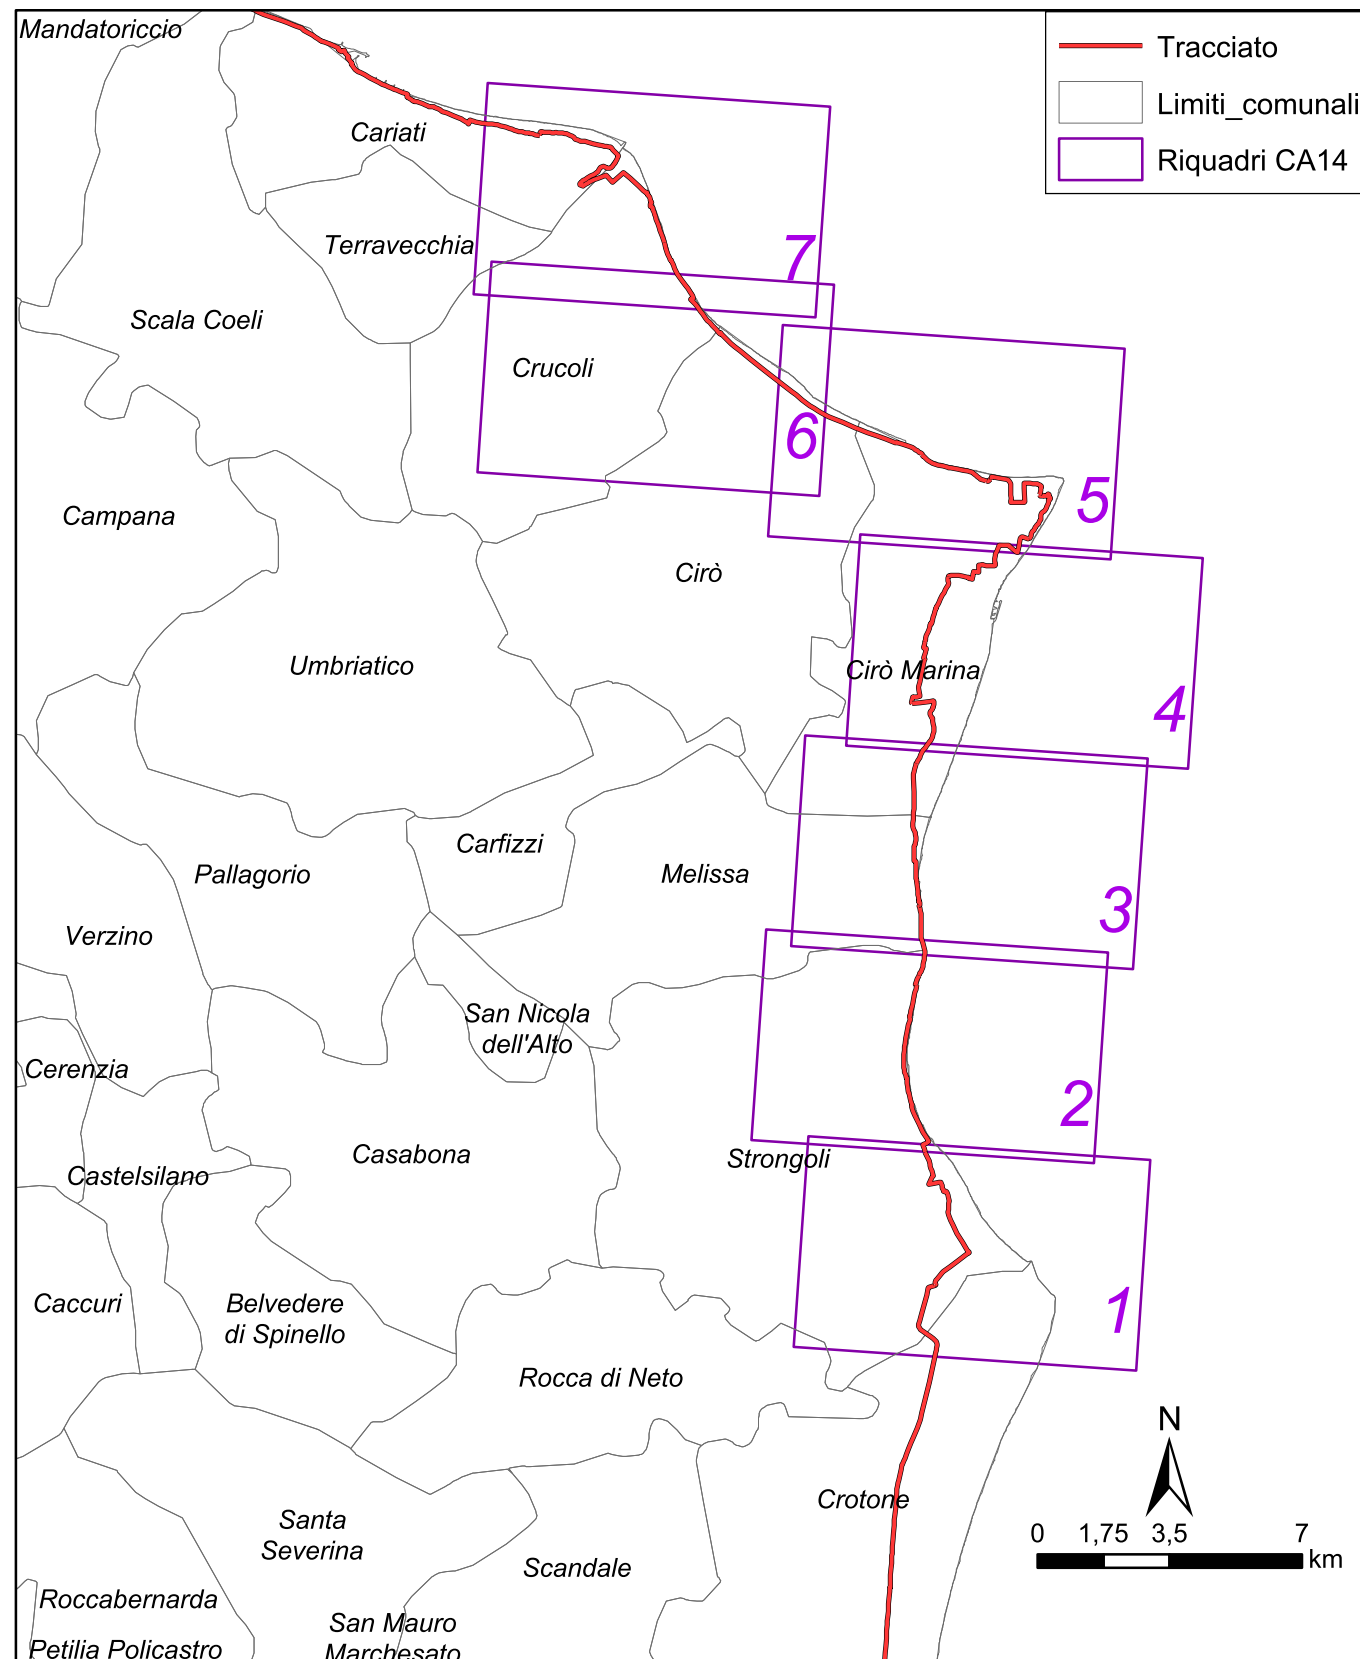 Mandatoriccio
Tracciato
Limiti_comunali
Riquadri CA14
Cariati
Terravecchia
7
Scala Coeli
Crucoli
6
5
Campana
Cirò
Umbriatico
Cirò Marina
4
Carfizzi
Pallagorio
Melissa
3
Verzino
San Nicola
dell'Alto
Cerenzia
2
Casabona
Strongoli
Castelsilano
Caccuri
Belvedere
di Spinello
1
Rocca di Neto
N
Crotone
Santa
Severina
0 1,75 3,5 7
km
Scandale
Roccabernarda
San Mauro
Marchesato
Petilia Policastro